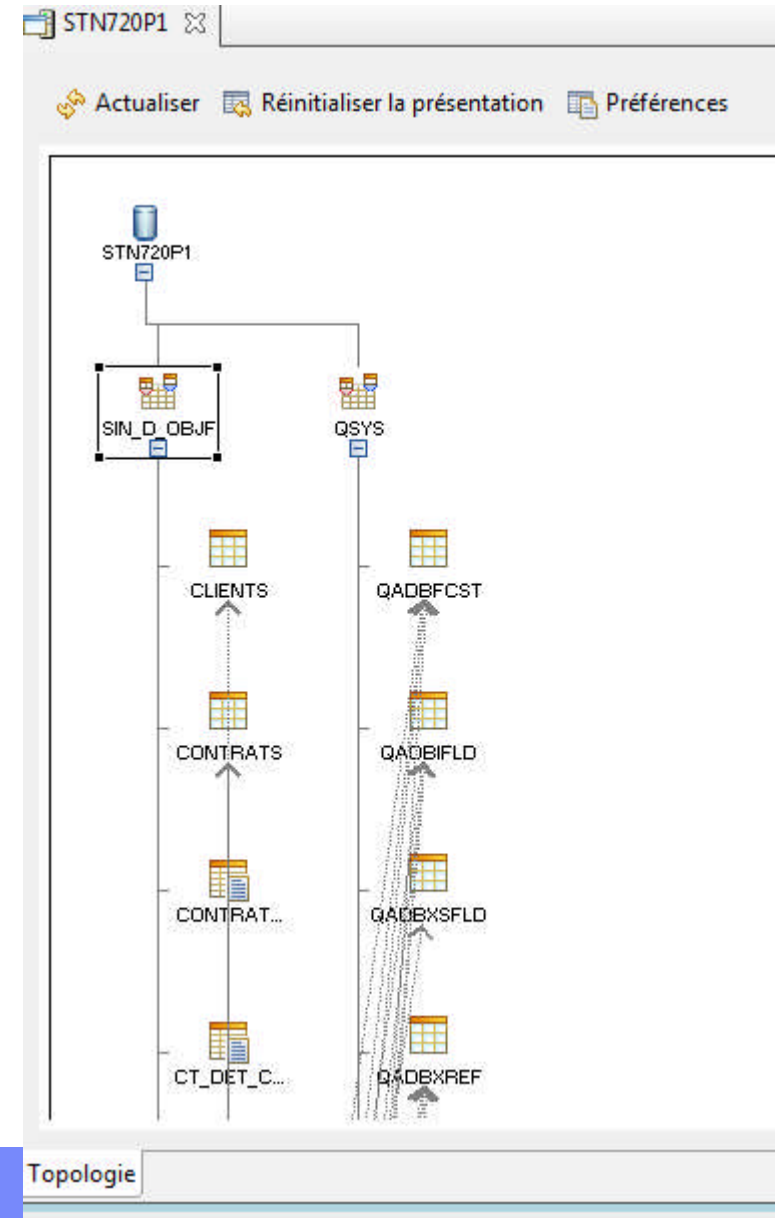 STN720P1
Actualiser Réinitialiser la présentation Préférences
STN720P1
SIN_D_OBJF QSYS
CLIENTS QADBFCST
CONTRATS QADBIFLD
CONTRAT... QADBXSFLD
CT_DET_C... QADBXREF
Topologie